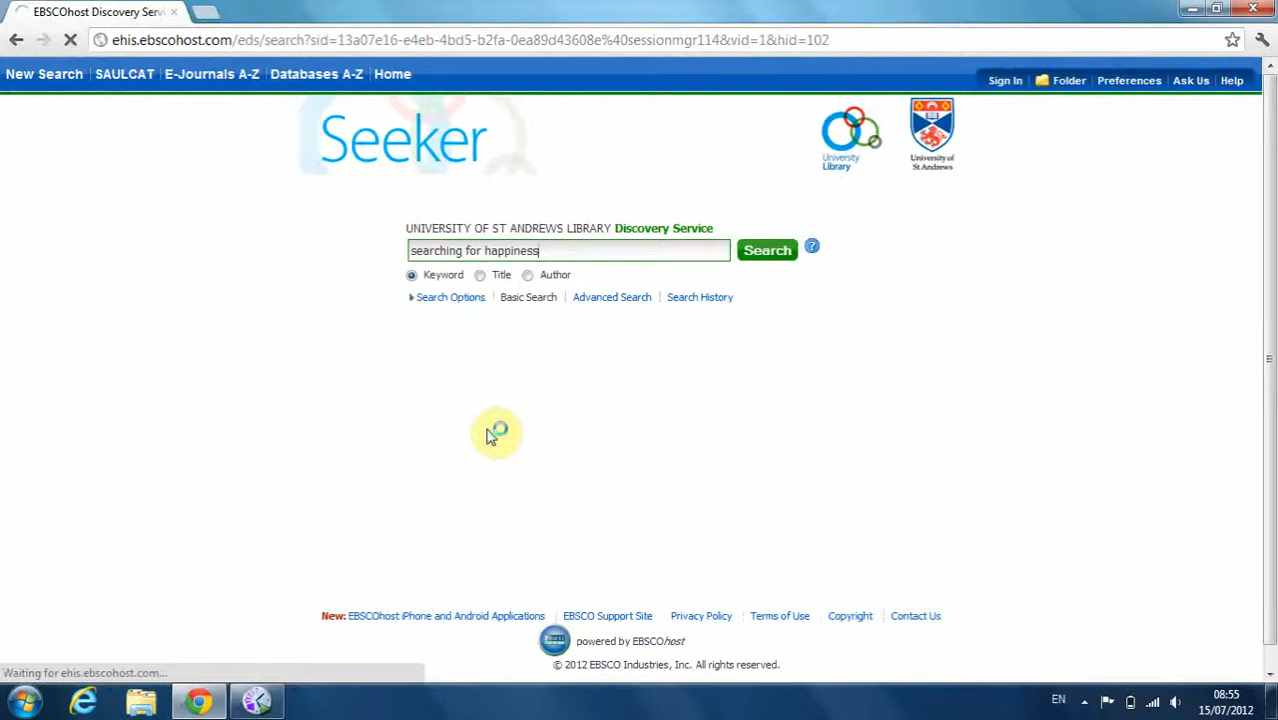 EBSCOhost Discovery Servi
ehis.ebscohost.com/eds/search?sid=13a07e16-e4eb-4bd5-b2fa-0ea89d43608e%40sessionmgr114&vid=1&hid=102
New Search SAULCAT E-Journals A-Z Databases A-Z Home
Sign In Folder Preferences Ask Us Help
Seeker
University Library
University of St Andrews
UNIVERSITY OF ST ANDREWS LIBRARY Discovery Service
searching for happiness Search
Keyword Title Author
Search Options Basic Search Advanced Search Search History
New: EBSCOhost iPhone and Android Applications EBSCO Support Site Privacy Policy Terms of Use Copyright Contact Us
powered by EBSCOhost
© 2012 EBSCO Industries, Inc. All rights reserved.
Waiting for ehis.ebscohost.com...
EN 08:55
15/07/2012